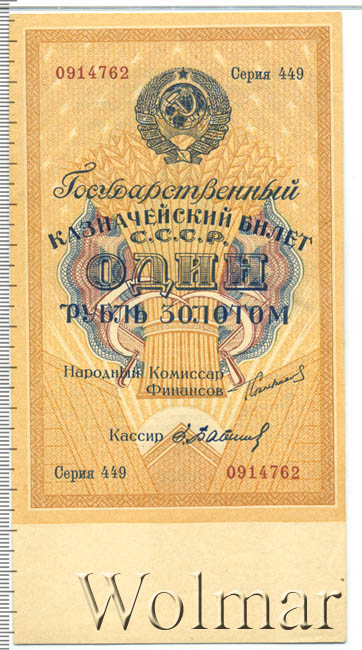 0914762 Серия 449
Государственный
КАЗНАЧЕЙСКИЙ БИЛЕТ
С.С.С.Р.
ОДИН
РУБЛЬ ЗОЛОТОМ
Народный Комиссар
Финансов
Кассир
Серия 449 0914762
Wolmar